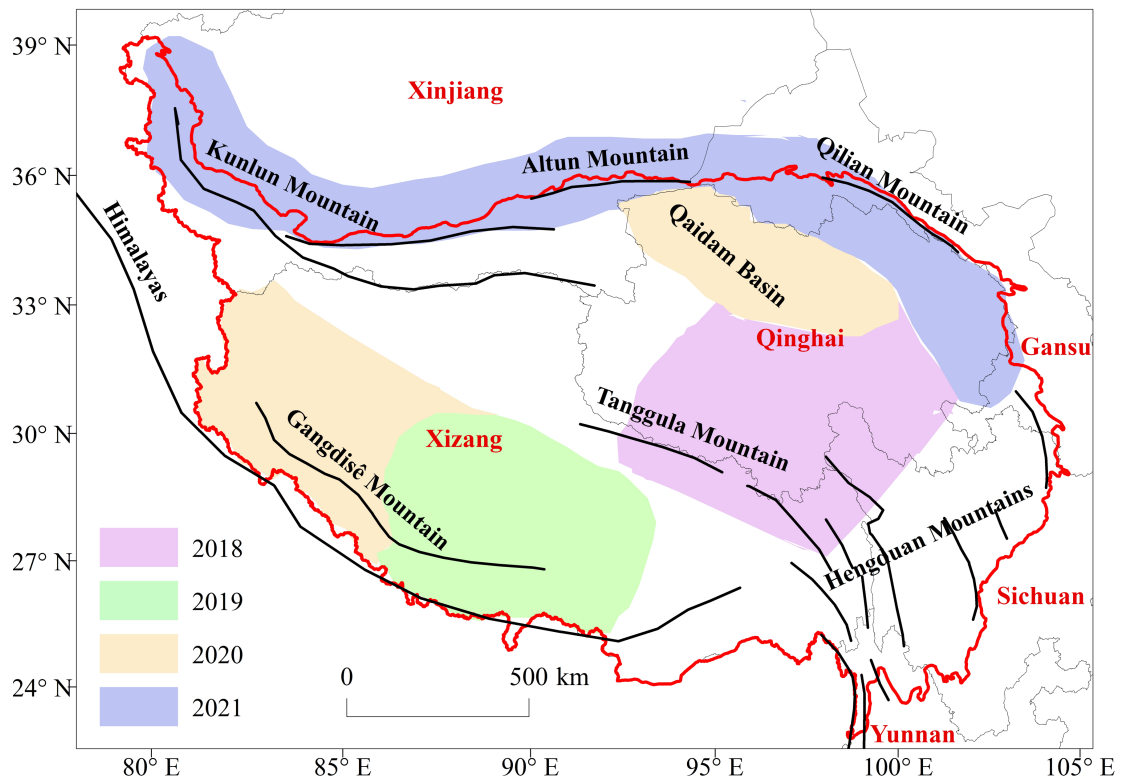 39° N
36° N
33° N
30° N
27° N
24° N
Xinjiang
Kunlun Mountain
Altun Mountain
Qilian Mountain
Himalayas
Qaidam Basin
Qinghai
Gansu
Tanggula Mountain
Xizang
Gangdisê Mountain
Hengduan Mountains
Sichuan
Yunnan
2018
2019
2020
2021
0
500 km
80° E
85° E
90° E
95° E
100° E
105° E